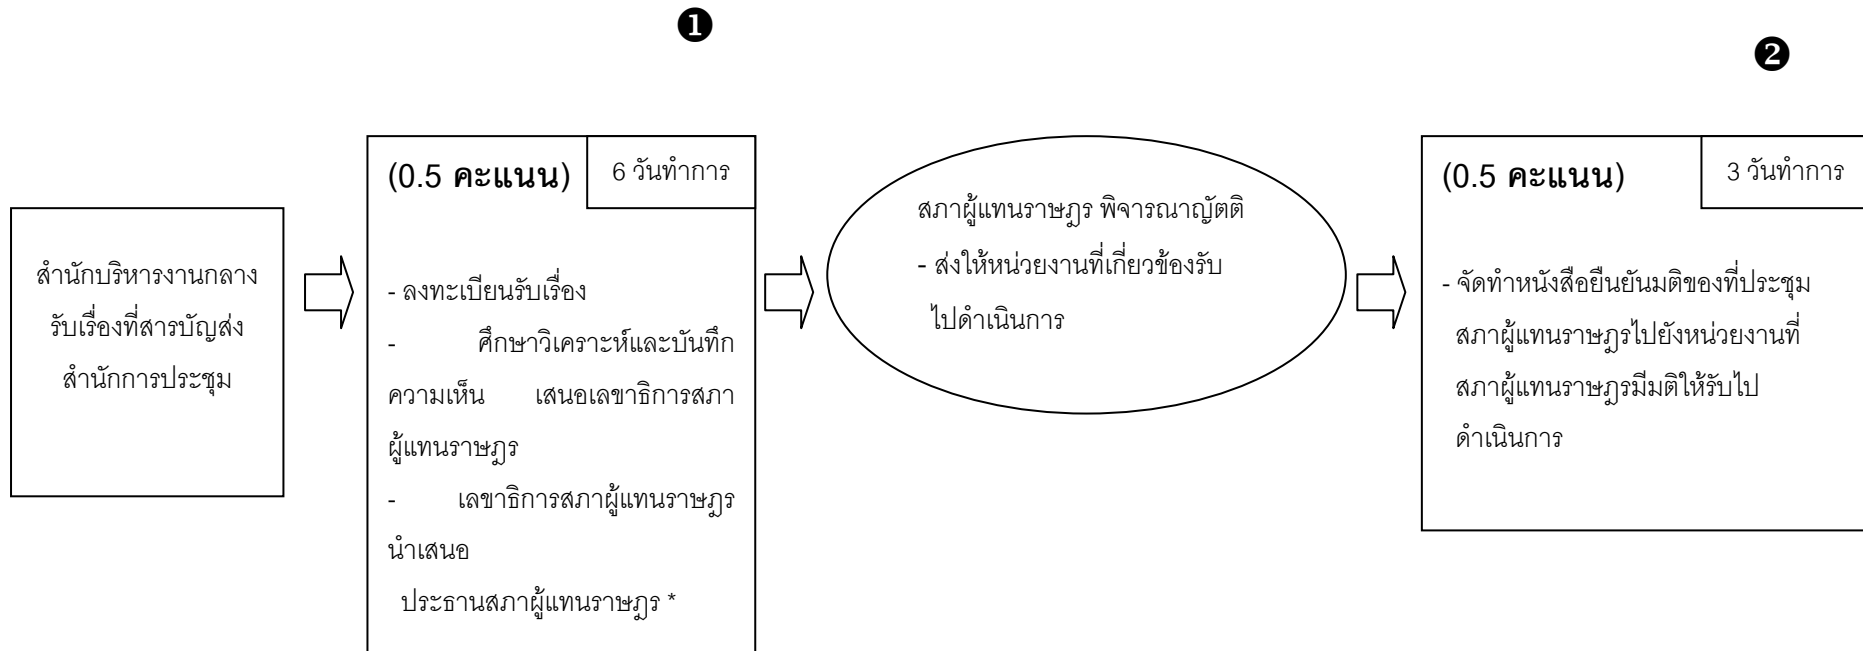 ❶
❷
สำนักบริหารงานกลาง
รับเรื่องที่สารบัญส่ง
สำนักการประชุม
(0.5 คะแนน)
6 วันทำการ
- ลงทะเบียนรับเรื่อง
- ศึกษาวิเคราะห์และบันทึก
ความเห็น เสนอเลขาธิการสภา
ผู้แทนราษฎร
- เลขาธิการสภาผู้แทนราษฎร
นำเสนอ
ประธานสภาผู้แทนราษฎร *
สภาผู้แทนราษฎร พิจารณาญัตติ
- ส่งให้หน่วยงานที่เกี่ยวข้องรับ
ไปดำเนินการ
(0.5 คะแนน)
3 วันทำการ
- จัดทำหนังสือยืนยันมติของที่ประชุม
สภาผู้แทนราษฎรไปยังหน่วยงานที่
สภาผู้แทนราษฎรมีมติให้รับไป
ดำเนินการ